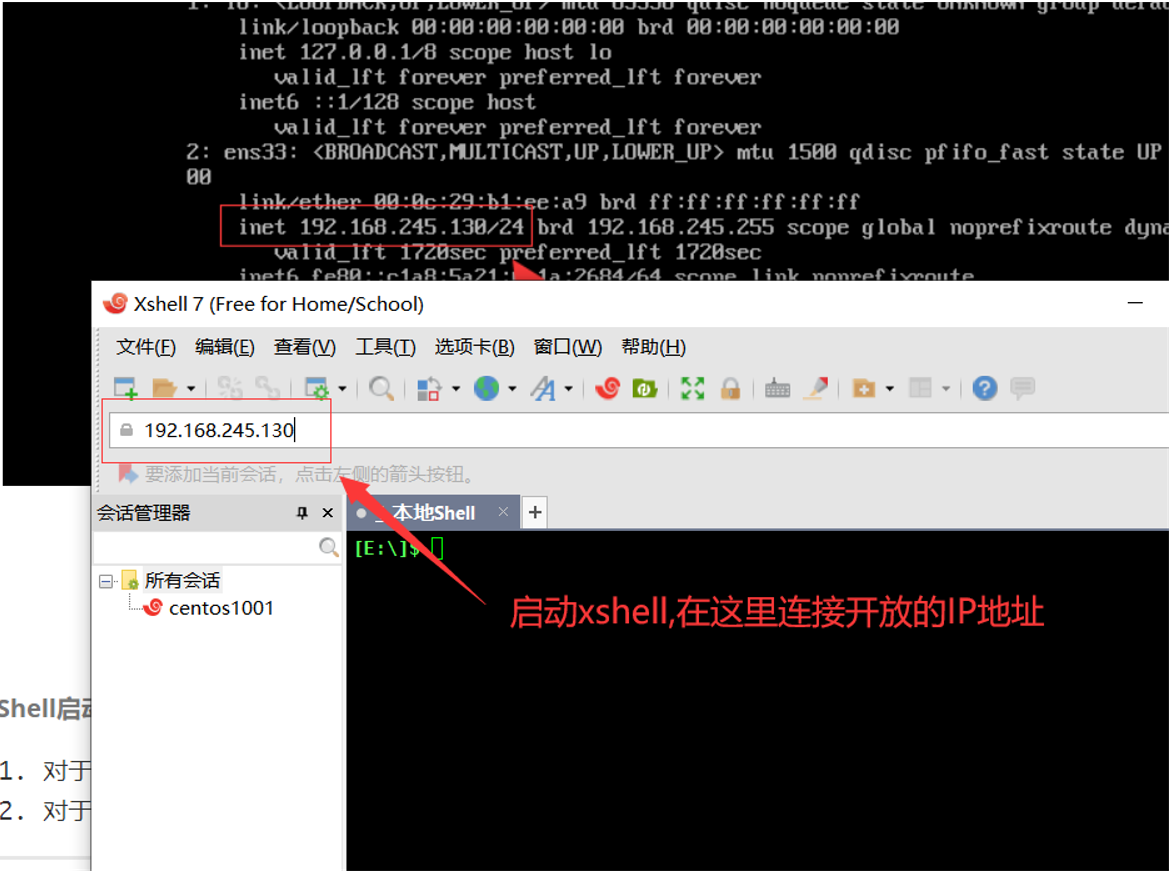 1: lo: <LOOPBACK,UP,LOWER_UP> mtu 65536 qdisc noqueue state UNKNOWN group
link/loopback 00:00:00:00:00:00 brd 00:00:00:00:00:00
inet 127.0.0.1/8 scope host lo
valid_lft forever preferred_lft forever
inet6 ::1/128 scope host
valid_lft forever preferred_lft forever
2: ens33: <BROADCAST,MULTICAST,UP,LOWER_UP> mtu 1500 qdisc pfifo_fast state UP
00
link/ether 00:0c:29:b1:ee:a9 brd ff:ff:ff:ff:ff:ff
inet 192.168.245.130/24 brd 192.168.245.255 scope global noprefixroute dyna
valid_lft 1720sec preferred_lft 1720sec
inet6 scope link noprefixroute
Xshell 7 (Free for Home/School)
文件(F) 编辑(E) 查看(V) 工具(T) 选项卡(B) 窗口(W) 帮助(H)
192.168.245.130
要添加当前会话，点击左侧的箭头按钮。
会话管理器
本地Shell
[E:\]$
所有会话
centos1001
启动xshell,在这里连接开放的IP地址
Shell启动
1. 对于
2. 对于